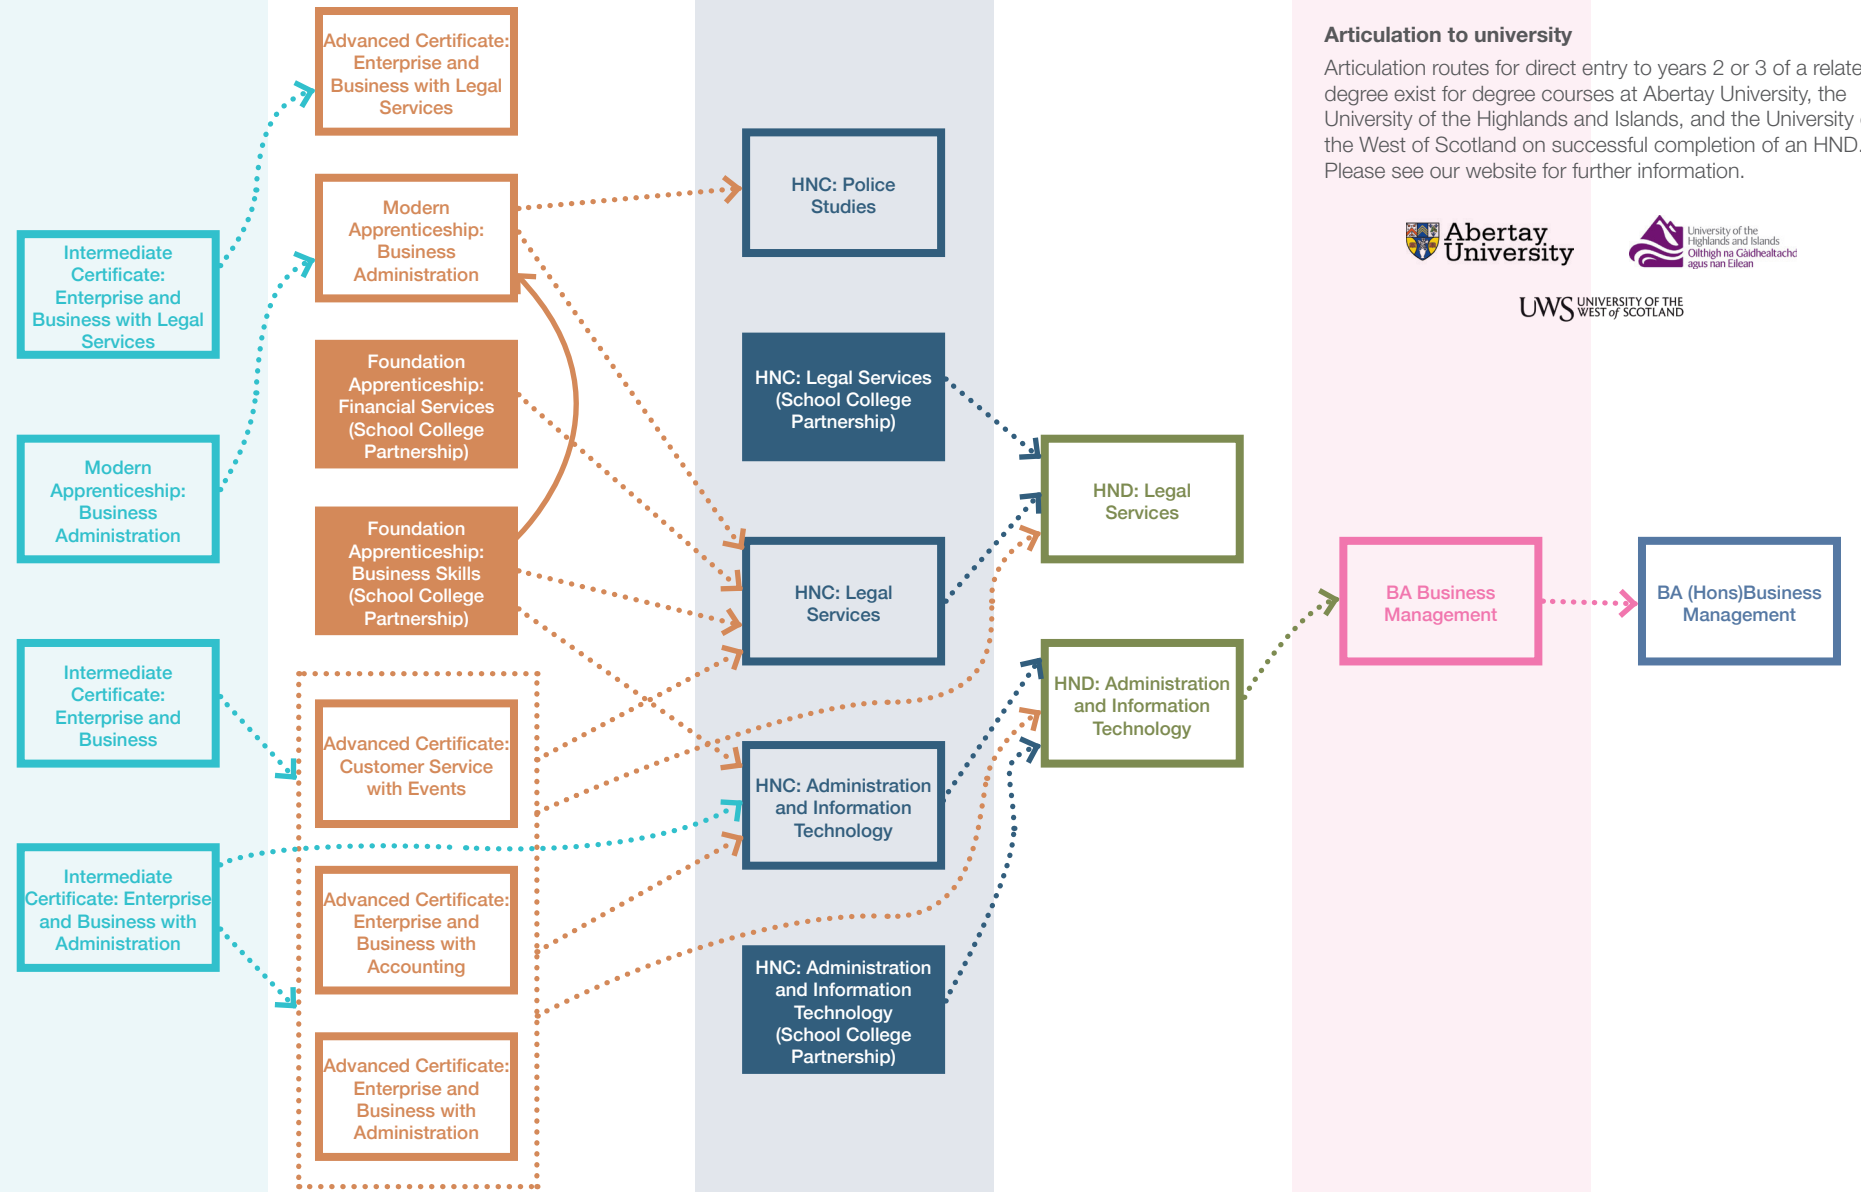 Advanced Certificate:
Enterprise and
Business with Legal
Services
Modern
Apprenticeship:
Business
Administration
Intermediate
Certificate:
Enterprise and
Business with Legal
Services
Foundation
Apprenticeship:
Financial Services
(School College
Partnership)
Modern
Apprenticeship:
Business
Administration
Foundation
Apprenticeship:
Business Skills
(School College
Partnership)
Intermediate
Certificate:
Enterprise and
Business
Advanced Certificate:
Customer Service
with Events
Intermediate
Certificate: Enterprise
and Business with
Administration
Advanced Certificate:
Enterprise and
Business with
Accounting
Advanced Certificate:
Enterprise and
Business with
Administration
HNC: Police
Studies
HNC: Legal Services
(School College
Partnership)
HNC: Legal
Services
HNC: Administration
and Information
Technology
HNC: Administration
and Information
Technology
(School College
Partnership)
HND: Legal
Services
HND: Administration
and Information
Technology
Articulation to university
Articulation routes for direct entry to years 2 or 3 of a relate
degree exist for degree courses at Abertay University, the
University of the Highlands and Islands, and the University
the West of Scotland on successful completion of an HND.
Please see our website for further information.
Abertay
University
University of the
Highlands and Islands
Oilthigh na Gàidhealtachd
agus nan Eilean
UWS UNIVERSITY OF THE
WEST of SCOTLAND
BA Business
Management
BA (Hons)Business
Management